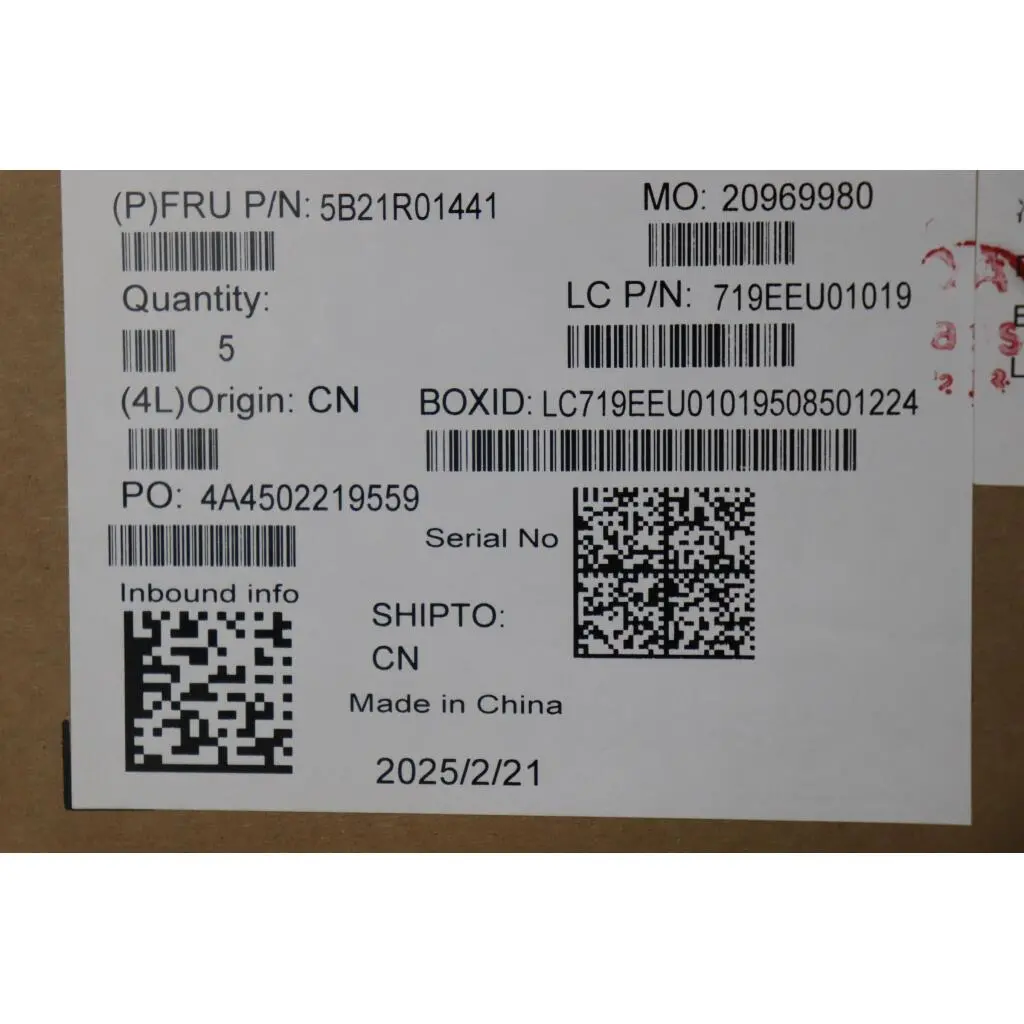 (P)FRU P/N: 5B21R01441
MO: 20969980
Quantity:
LC P/N: 719EEU01019
5
(4L)Origin: CN
BOXID: LC719EEU01019508501224
PO: 4A4502219559
Serial No
Inbound info
SHIPTO:
CN
Made in China
2025/2/21